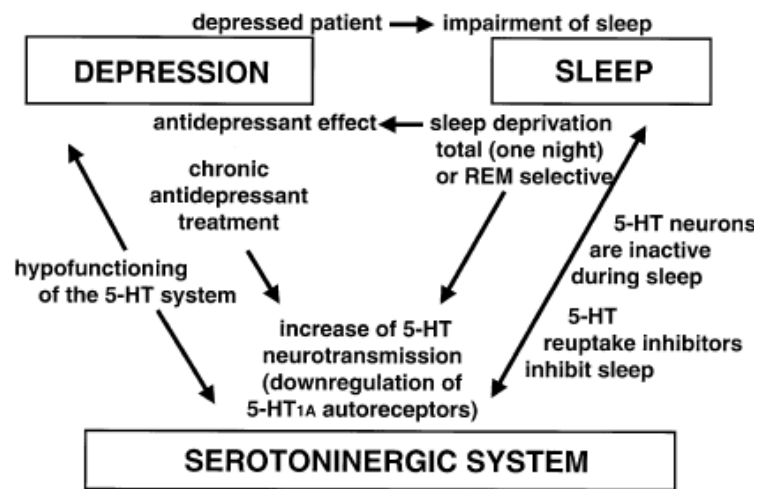 depressed patient impairment of sleep
DEPRESSION SLEEP
antidepressant effect sleep deprivation
total (one night)
or REM selective
chronic
antidepressant
treatment
5-HT neurons
are inactive
during sleep
hypofunctioning
of the 5-HT system
5-HT
reuptake inhibitors
inhibit sleep
increase of 5-HT
neurotransmission
(downregulation of
5-HT1A autoreceptors)
SEROTONINERGIC SYSTEM